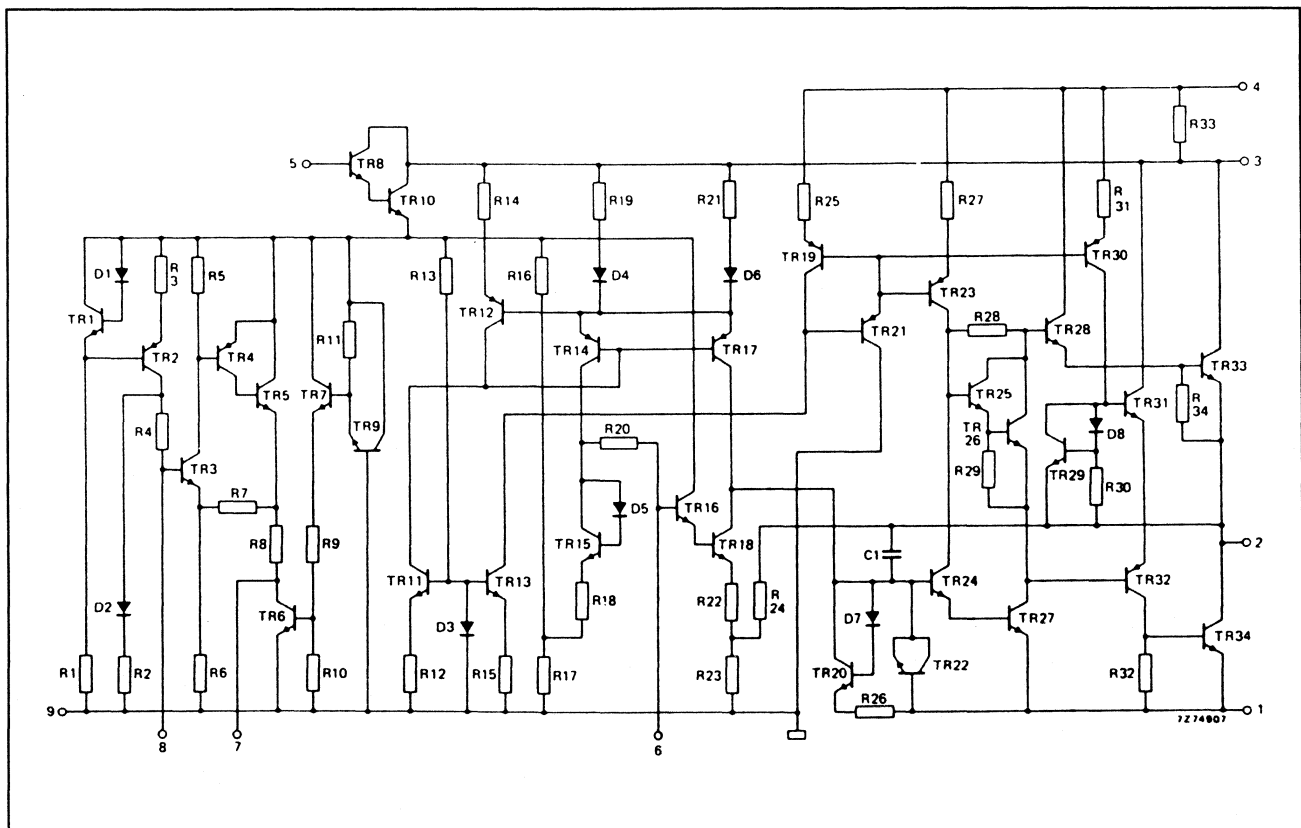 4
R33
3
5
TR8
TR10
R14
R19
R21
R25
R27
R
31
D1
R
3
R5
R13
R16
D4
D6
TR19
TR30
TR1
TR12
TR23
TR2
TR4
R11
TR14
TR17
TR21
R28
TR28
TR33
TR5
TR7
TR25
TR31
R
34
R4
TR9
R20
TR
26
D8
TR3
R29
TR29
R30
R7
D5
TR16
R8
R9
TR15
TR18
C1
2
TR11
TR13
R18
R22
R
24
TR24
TR32
D2
TR6
D3
D7
TR27
TR34
R1
R2
R6
R10
R12
R15
R17
R23
TR20
TR22
R32
R26
9
1
7Z74907
8
7
6